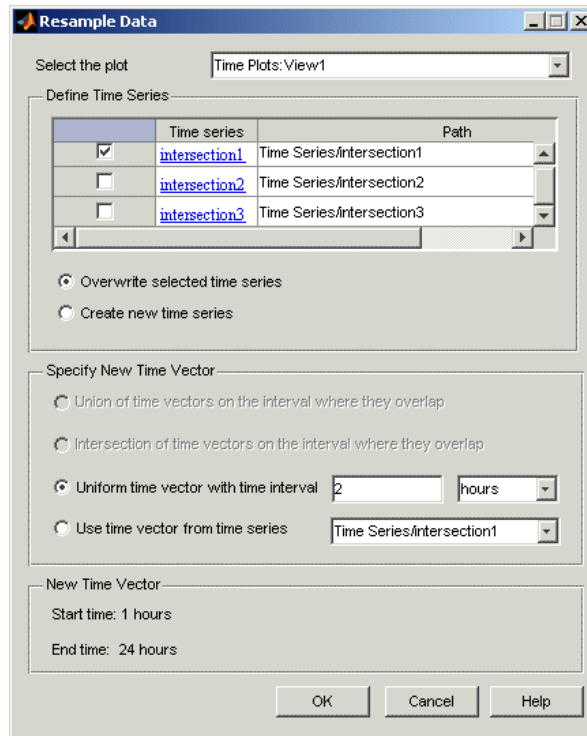 Resample Data
Select the plot Time Plots:View1
Define Time Series
Time series Path
intersection1 Time Series/intersection1
intersection2 Time Series/intersection2
intersection3 Time Series/intersection3
Overwrite selected time series
Create new time series
Specify New Time Vector
Union of time vectors on the interval where they overlap
Intersection of time vectors on the interval where they overlap
Uniform time vector with time interval 2 hours
Use time vector from time series Time Series/intersection1
New Time Vector
Start time: 1 hours
End time: 24 hours
OK Cancel Help